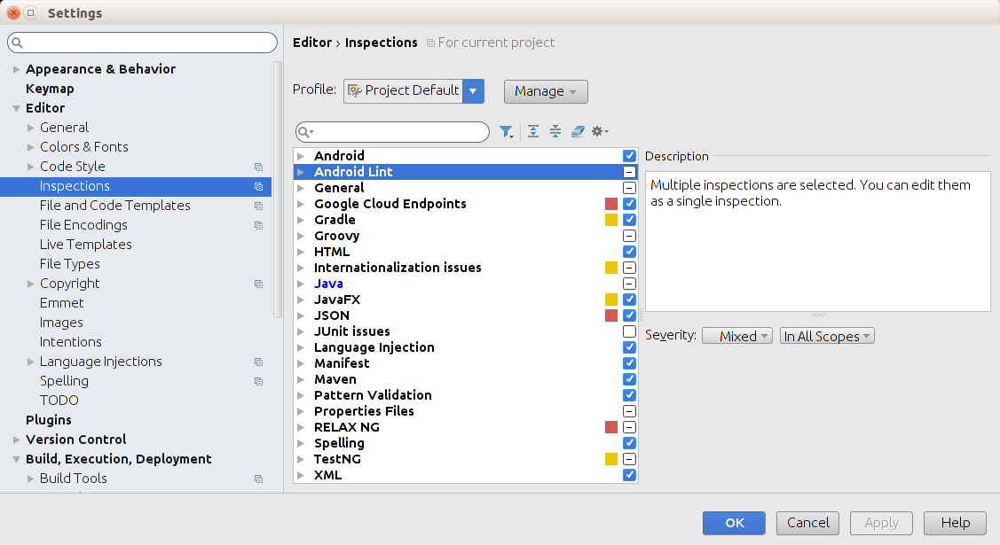 Settings
Appearance & Behavior
Keymap
Editor
General
Colors & Fonts
Code Style
Inspections
File and Code Templates
File Encodings
Live Templates
File Types
Copyright
Emmet
Images
Intentions
Language Injections
Spelling
TODO
Plugins
Version Control
Build, Execution, Deployment
Build Tools
Editor › Inspections For current project
Profile: Project Default Manage
Android
Android Lint
General
Google Cloud Endpoints
Gradle
Groovy
HTML
Internationalization issues
Java
JavaFX
JSON
JUnit issues
Language Injection
Manifest
Maven
Pattern Validation
Properties Files
RELAX NG
Spelling
TestNG
XML
Description
Multiple inspections are selected. You can edit them
as a single inspection.
Severity: Mixed In All Scopes
OK Cancel Apply Help